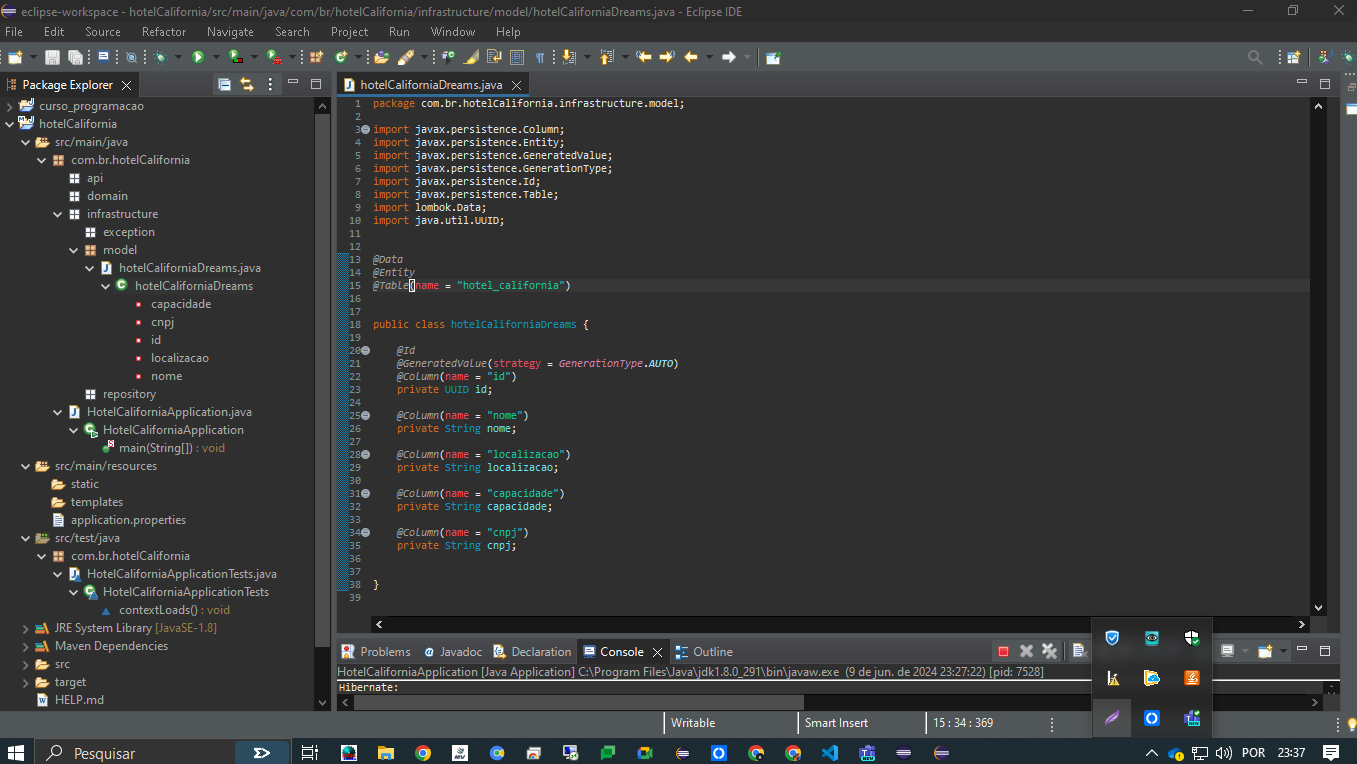 eclipse-workspace - hotelCalifornia/src/main/java/com/br/hotelCalifornia/infrastructure/model/hotelCaliforniaDreams.java - Eclipse IDE
File Edit Source Refactor Navigate Search Project Run Window Help
Package Explorer
hotelCaliforniaDreams.java
curso_programacao
hotelCalifornia
src/main/java
com.br.hotelCalifornia
api
domain
infrastructure
exception
model
hotelCaliforniaDreams.java
hotelCaliforniaDreams
capacidade
cnpj
id
localizacao
nome
repository
HotelCaliforniaApplication.java
HotelCaliforniaApplication
main(String[]) : void
src/main/resources
static
templates
application.properties
src/test/java
com.br.hotelCalifornia
HotelCaliforniaApplicationTests.java
HotelCaliforniaApplicationTests
contextLoads() : void
JRE System Library [JavaSE-1.8]
Maven Dependencies
src
target
HELP.md
1 package com.br.hotelCalifornia.infrastructure.model;
2
3 import javax.persistence.Column;
4 import javax.persistence.Entity;
5 import javax.persistence.GeneratedValue;
6 import javax.persistence.GenerationType;
7 import javax.persistence.Id;
8 import javax.persistence.Table;
9 import lombok.Data;
10 import java.util.UUID;
11
12
13 @Data
14 @Entity
15 @Table(name = "hotel_california")
16
17
18 public class hotelCaliforniaDreams {
19
20 @Id
21 @GeneratedValue(strategy = GenerationType.AUTO)
22 @Column(name = "id")
23 private UUID id;
24
25 @Column(name = "nome")
26 private String nome;
27
28 @Column(name = "localizacao")
29 private String localizacao;
30
31 @Column(name = "capacidade")
32 private String capacidade;
33
34 @Column(name = "cnpj")
35 private String cnpj;
36
37
38 }
39
Problems Javadoc Declaration Console Outline
HotelCaliforniaApplication [Java Application] C:\Program Files\Java\jdk1.8.0_291\bin\javaw.exe (9 de jun. de 2024 23:27:22) [pid: 7528]
Hibernate:
Writable Smart Insert 15 : 34 : 369
Pesquisar
POR 23:37